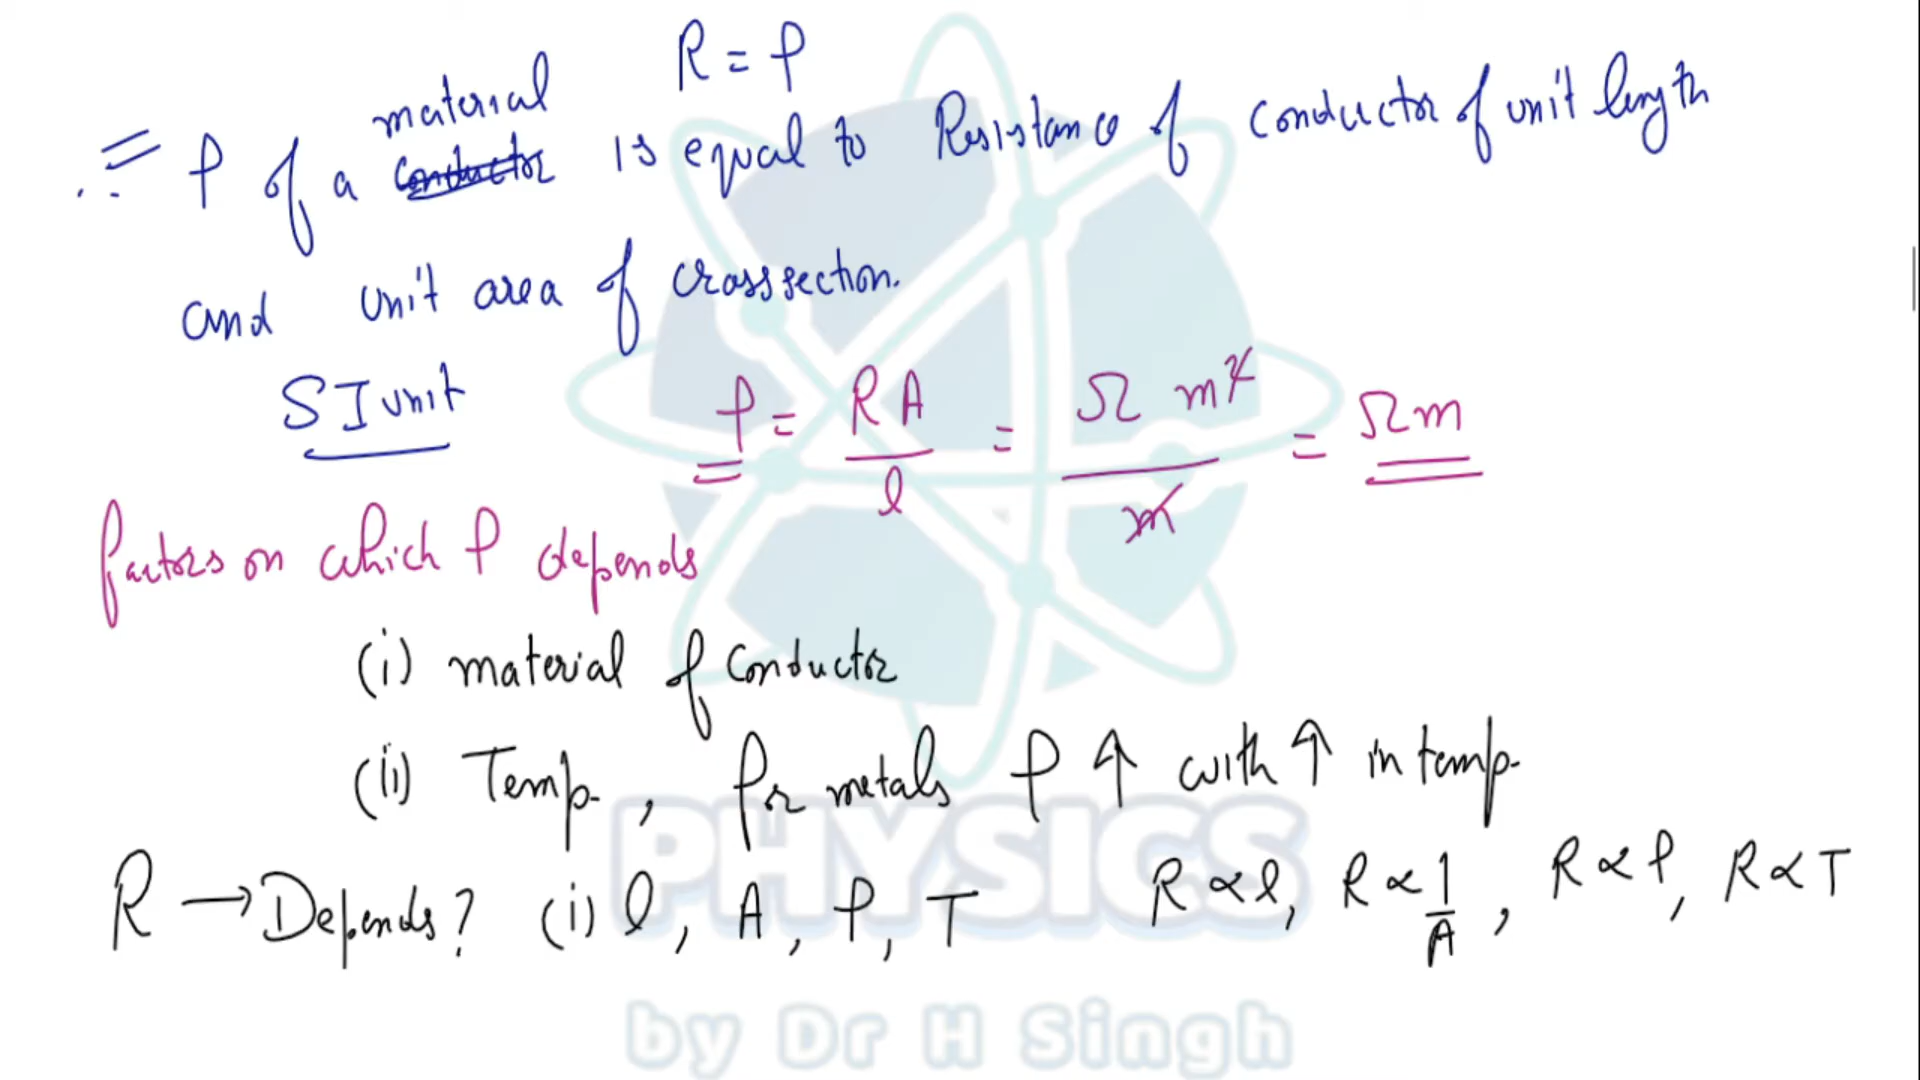 R = ρ
∴ ρ of a material conductor is equal to Resistance of conductor of unit length
and unit area of crosssection.
SI unit ρ = RA/l = Ω m²/m = Ωm
factors on which ρ depends
(i) material of conductor
(ii) Temp., for metals ρ ↑ with ↑ in temp.
R → Depends? (i) l, A, ρ, T R ∝ l, R ∝ 1/A, R ∝ ρ, R ∝ T
PHYSICS
by Dr H Singh